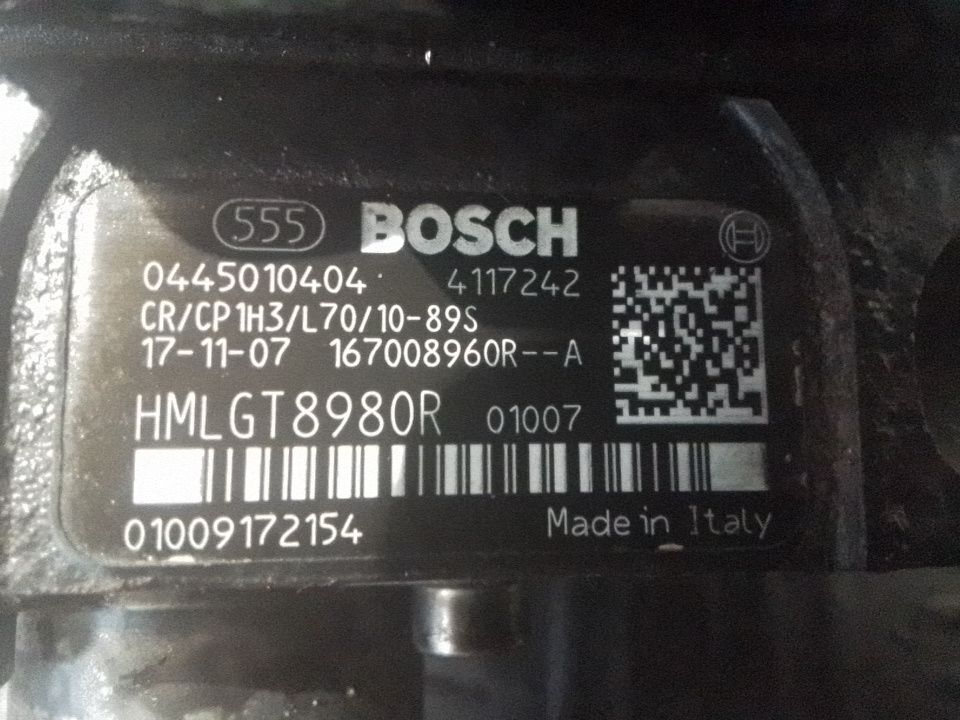 555 BOSCH
0445010404 4117242
CR/CP1H3/L70/10-89S
17-11-07 167008960R--A
HMLGT8980R 01007
01009172154 Made in Italy